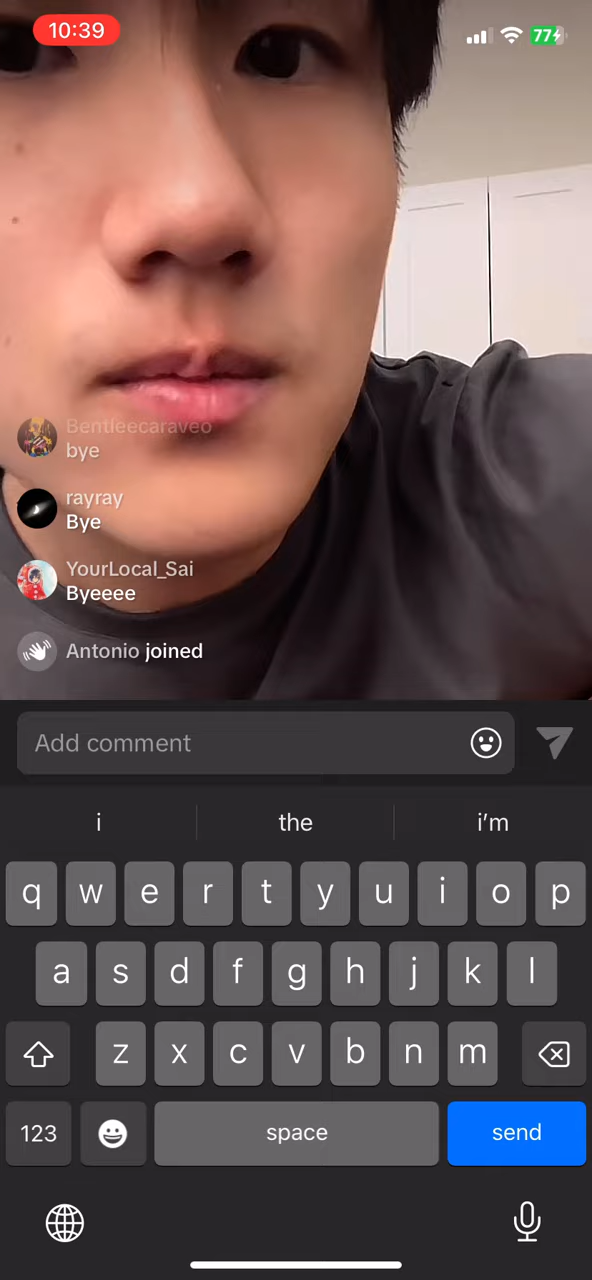 10:39
77
Bentleecaraveo
bye
rayray
Bye
YourLocal_Sai
Byeeee
Antonio joined
Add comment
i the i'm
q w e r t y u i o p
a s d f g h j k l
z x c v b n m
123 space send